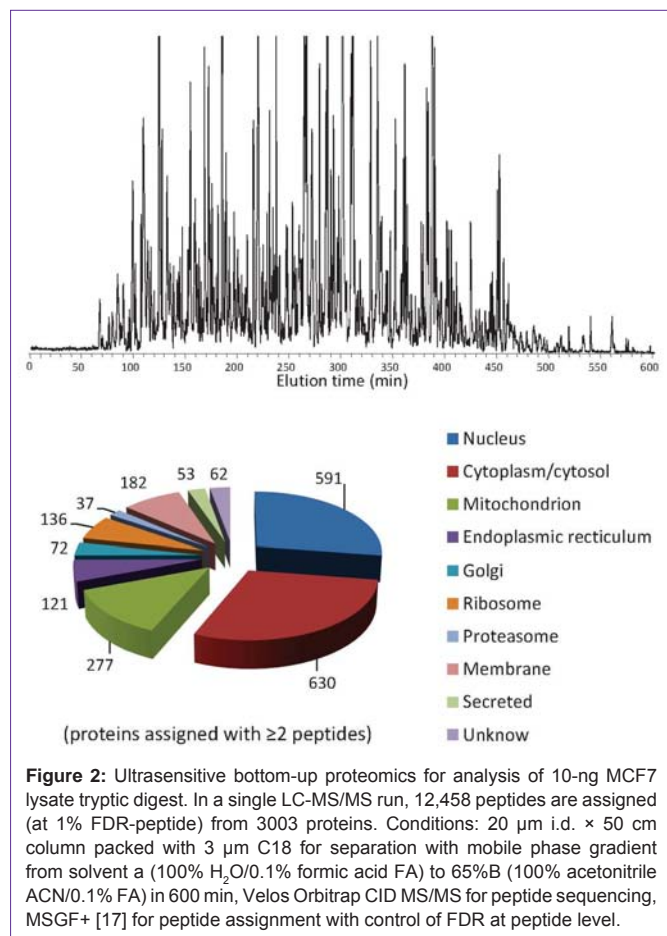 0 50 100 150 200 250 300 350 400 450 500 550 600
Elution time (min)
182
53
62
591
37
136
72
121
277
630
(proteins assigned with ≥2 peptides)
Nucleus
Cytoplasm/cytosol
Mitochondrion
Endoplasmic recticulum
Golgi
Ribosome
Proteasome
Membrane
Secreted
Unknow
Figure 2: Ultrasensitive bottom-up proteomics for analysis of 10-ng MCF7
lysate tryptic digest. In a single LC-MS/MS run, 12,458 peptides are assigned
(at 1% FDR-peptide) from 3003 proteins. Conditions: 20 µm i.d. × 50 cm
column packed with 3 µm C18 for separation with mobile phase gradient
from solvent a (100% H₂O/0.1% formic acid FA) to 65%B (100% acetonitrile
ACN/0.1% FA) in 600 min, Velos Orbitrap CID MS/MS for peptide sequencing,
MSGF+ [17] for peptide assignment with control of FDR at peptide level.